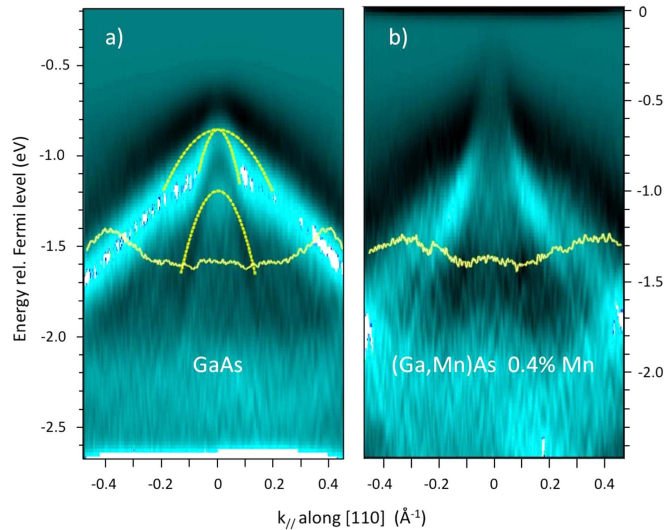 a)
b)
0
-0.5
-0.5
-1.0
-1.0
-1.5
-1.5
-2.0
-2.0
-2.5
GaAs
(Ga,Mn)As 0.4% Mn
-0.4 -0.2 0 0.2 0.4
-0.4 -0.2 0 0.2 0.4
Energy rel. Fermi level (eV)
k// along [110] (Å-1)